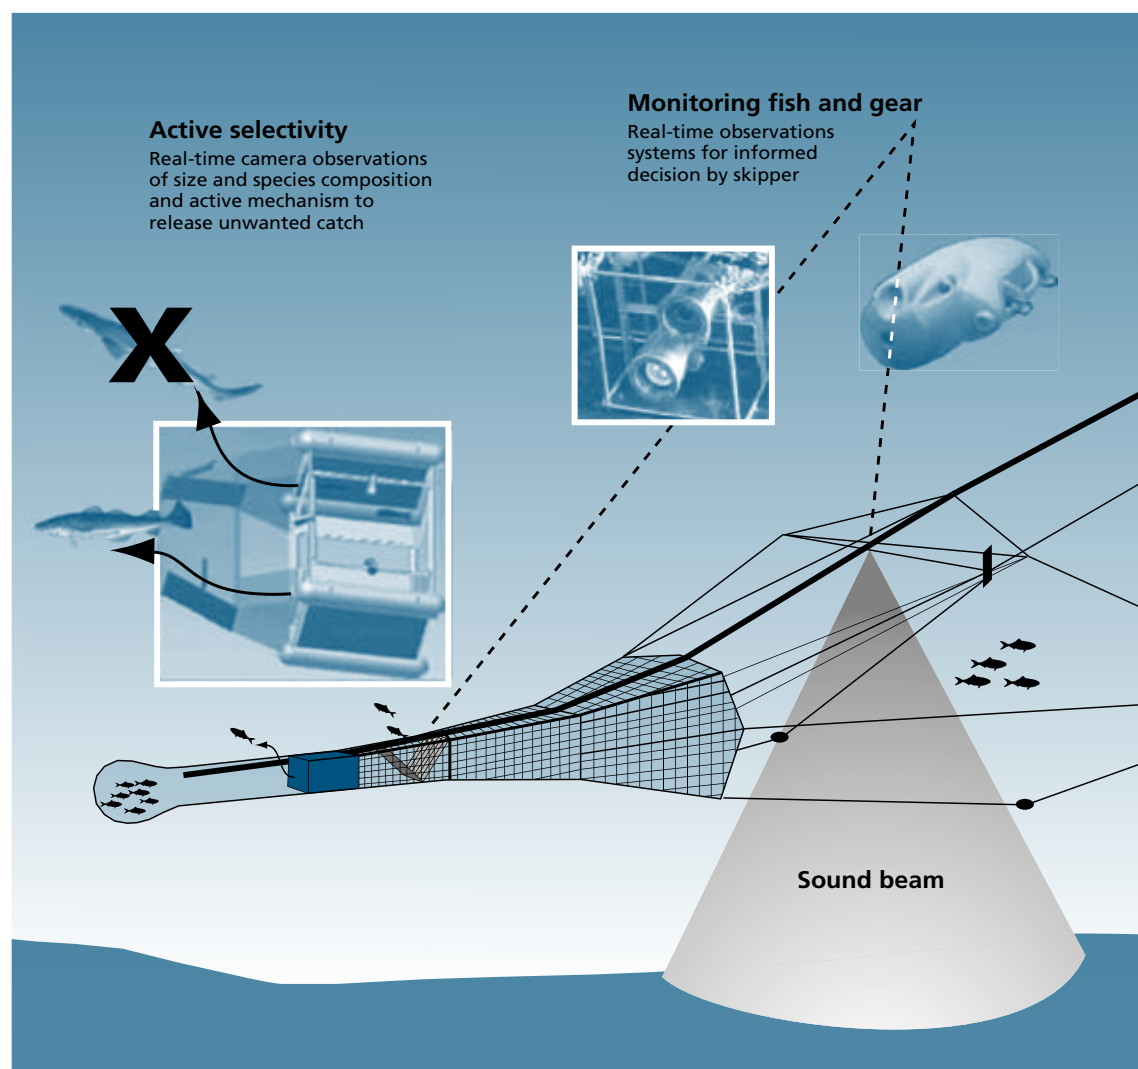 Active selectivity
Real-time camera observations
of size and species composition
and active mechanism to
release unwanted catch
Monitoring fish and gear
Real-time observations
systems for informed
decision by skipper
X
Sound beam